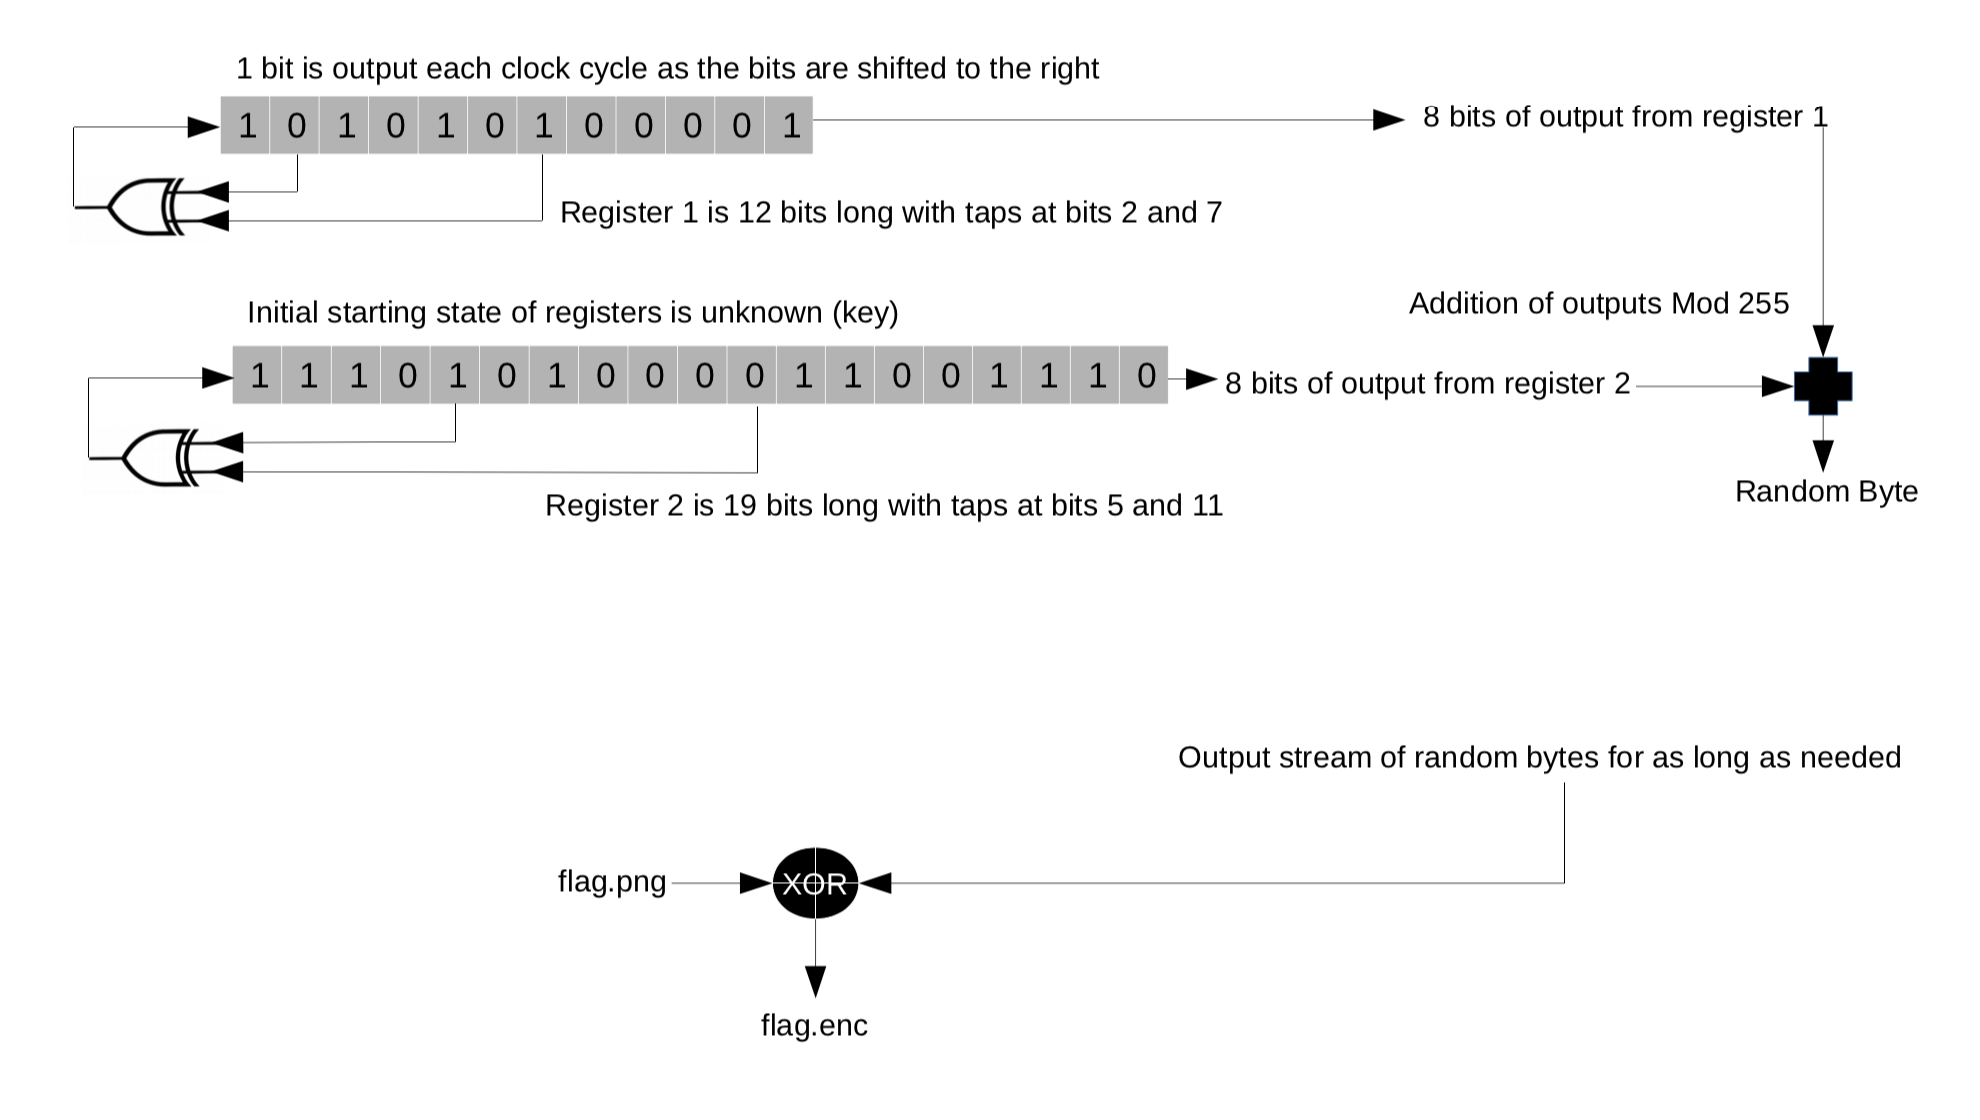 1 bit is output each clock cycle as the bits are shifted to the right
1 0 1 0 1 0 1 0 0 0 0 1
8 bits of output from register 1
Register 1 is 12 bits long with taps at bits 2 and 7
Initial starting state of registers is unknown (key)
Addition of outputs Mod 255
1 1 1 0 1 0 1 0 0 0 0 1 1 0 0 1 1 1 0
8 bits of output from register 2
Random Byte
Register 2 is 19 bits long with taps at bits 5 and 11
Output stream of random bytes for as long as needed
flag.png
XOR
flag.enc